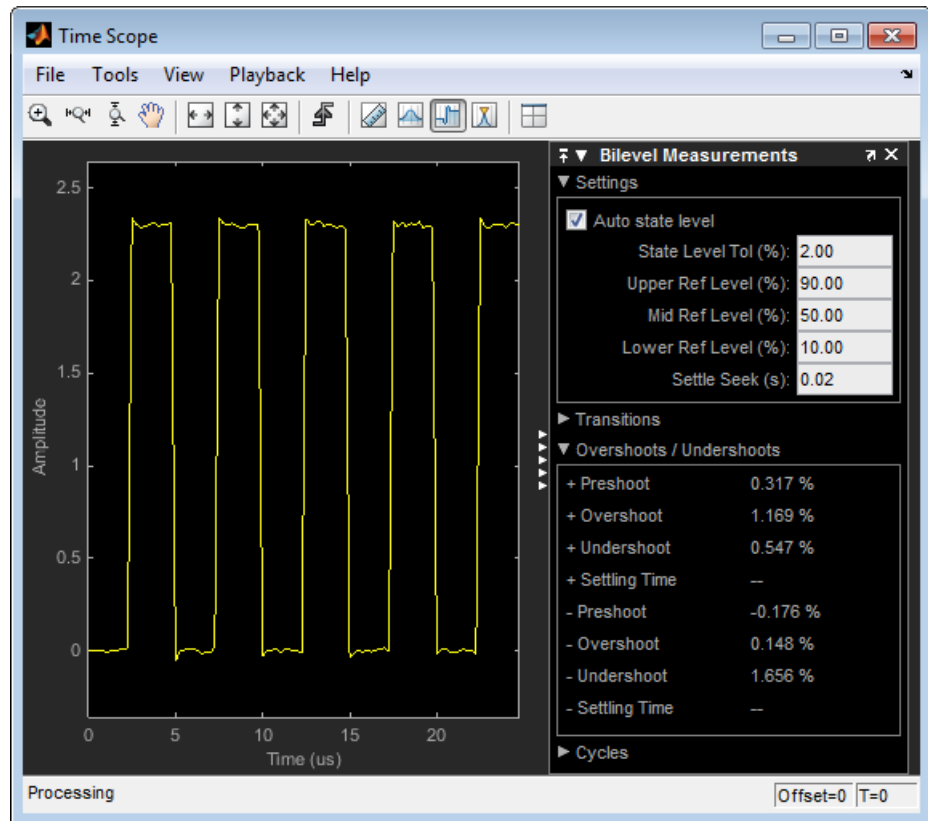 Time Scope
File Tools View Playback Help
2.5
2
1.5
1
0.5
0
Amplitude
0 5 10 15 20
Time (us)
Bilevel Measurements
Settings
Auto state level
State Level Tol (%): 2.00
Upper Ref Level (%): 90.00
Mid Ref Level (%): 50.00
Lower Ref Level (%): 10.00
Settle Seek (s): 0.02
Transitions
Overshoots / Undershoots
+ Preshoot 0.317 %
+ Overshoot 1.169 %
+ Undershoot 0.547 %
+ Settling Time --
- Preshoot -0.176 %
- Overshoot 0.148 %
- Undershoot 1.656 %
- Settling Time --
Cycles
Processing Offset=0 T=0